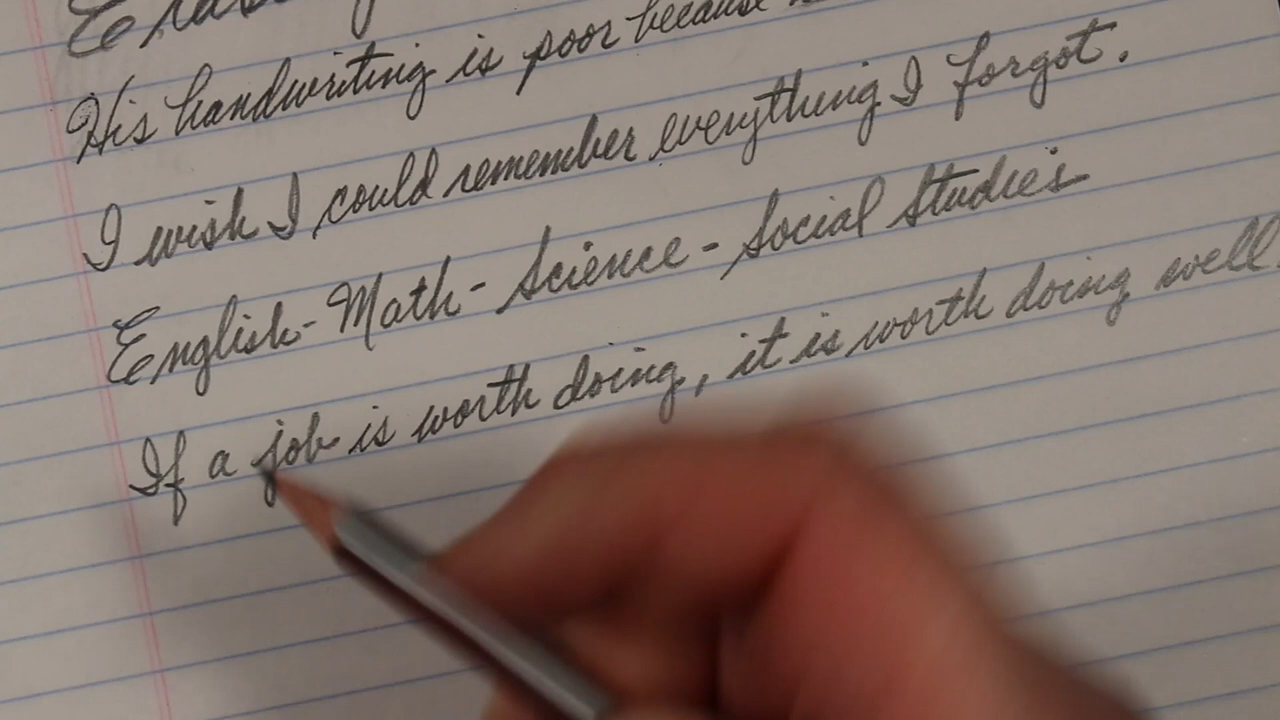 His handwriting is poor because
I wish I could remember everything I forgot.
English-Math-Science-Social Studies
If a job is worth doing, it is worth doing well.